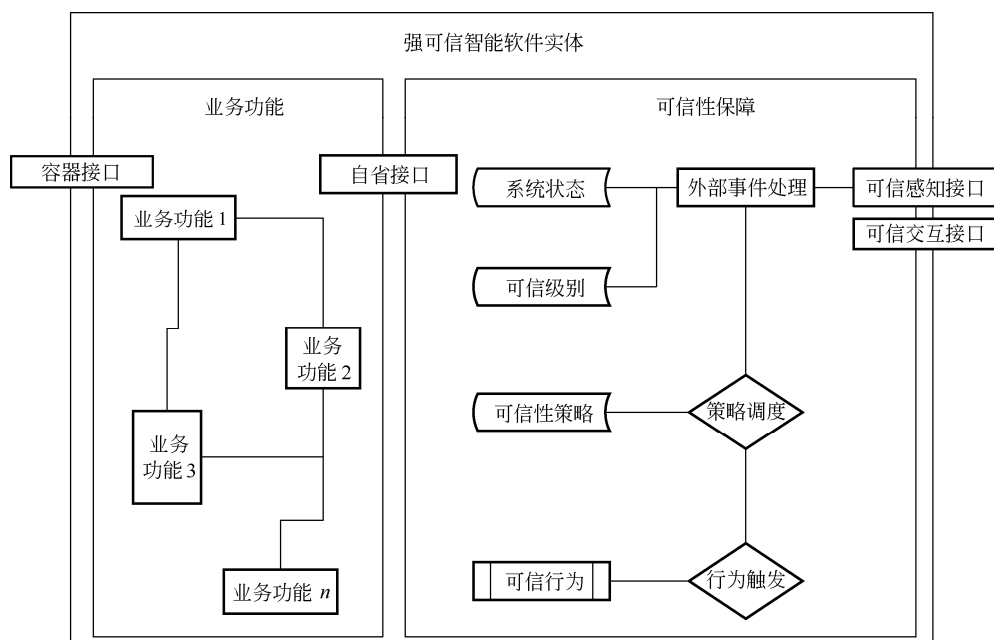 强可信智能软件实体
业务功能
可信性保障
容器接口
自省接口
业务功能 1
业务
功能 2
业务
功能 3
业务功能 n
系统状态
外部事件处理
可信感知接口
可信交互接口
可信级别
可信性策略
策略调度
可信行为
行为触发